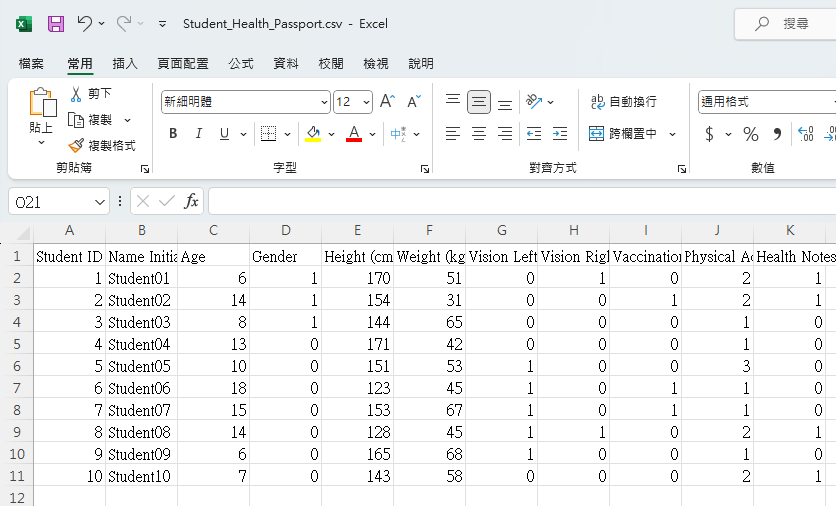 Student_Health_Passport.csv - Excel
搜尋
檔案 常用 插入 頁面配置 公式 資料 校閱 檢視 說明
貼上 剪下 複製 複製格式
新細明體 12 A A
B I U A 中
ab 自動換行
跨欄置中
通用格式
$ % 9 .00
剪貼簿 字型 對齊方式 數值
O21 fx
A B C D E F G H I J K
1 Student ID Name Initia Age Gender Height (cm Weight (kg Vision Left Vision Rigl Vaccination Physical A Health Notes
2 1 Student01 6 1 170 51 0 1 0 2 1
3 2 Student02 14 1 154 31 0 0 1 2 1
4 3 Student03 8 1 144 65 0 0 0 1 0
5 4 Student04 13 0 171 42 0 0 0 1 0
6 5 Student05 10 0 151 53 1 0 0 3 0
7 6 Student06 18 0 123 45 1 0 1 1 0
8 7 Student07 15 0 153 67 1 0 1 1 0
9 8 Student08 14 0 128 45 1 1 0 2 1
10 9 Student09 6 0 165 68 1 0 0 1 0
11 10 Student10 7 0 143 58 0 0 0 2 1
12